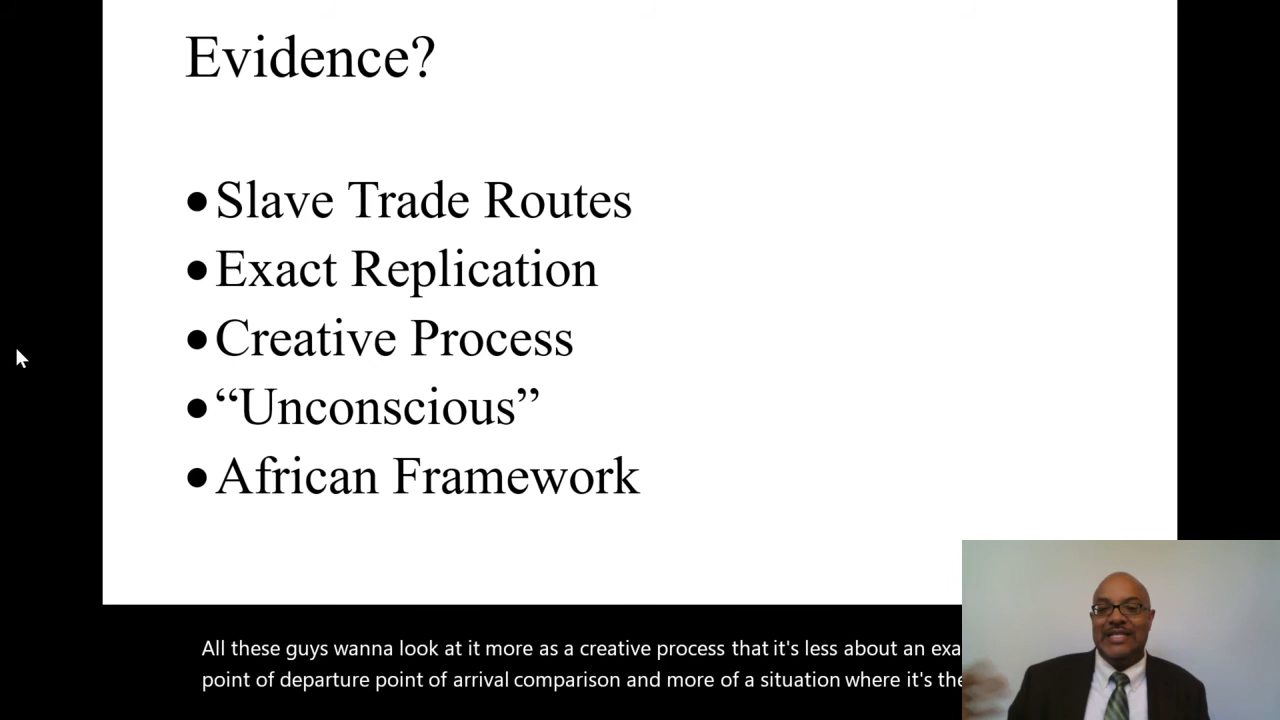 Evidence?
•Slave Trade Routes
•Exact Replication
•Creative Process
•“Unconscious”
•African Framework
All these guys wanna look at it more as a creative process that it's less about an
point of departure point of arrival comparison and more of a situation where it's